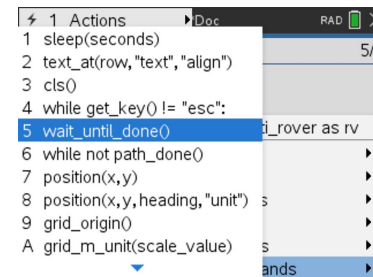 1 Actions
Doc
RAD
5/
1 sleep(seconds)
2 text_at(row,"text","align")
3 cls()
4 while get_key() != "esc":
5 wait_until_done()
ti_rover as rv
6 while not path_done()
7 position(x,y)
8 position(x,y,heading,"unit")
s
9 grid_origin()
A grid_m_unit(scale_value)
s
ands